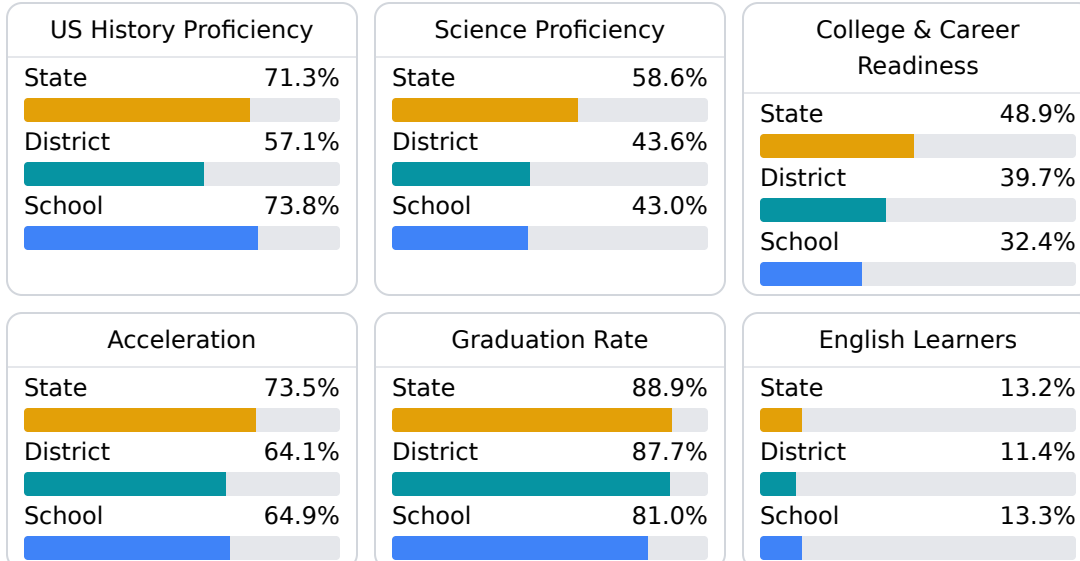 US History Proficiency
State 71.3%
District 57.1%
School 73.8%
Science Proficiency
State 58.6%
District 43.6%
School 43.0%
College & Career
Readiness
State 48.9%
District 39.7%
School 32.4%
Acceleration
State 73.5%
District 64.1%
School 64.9%
Graduation Rate
State 88.9%
District 87.7%
School 81.0%
English Learners
State 13.2%
District 11.4%
School 13.3%